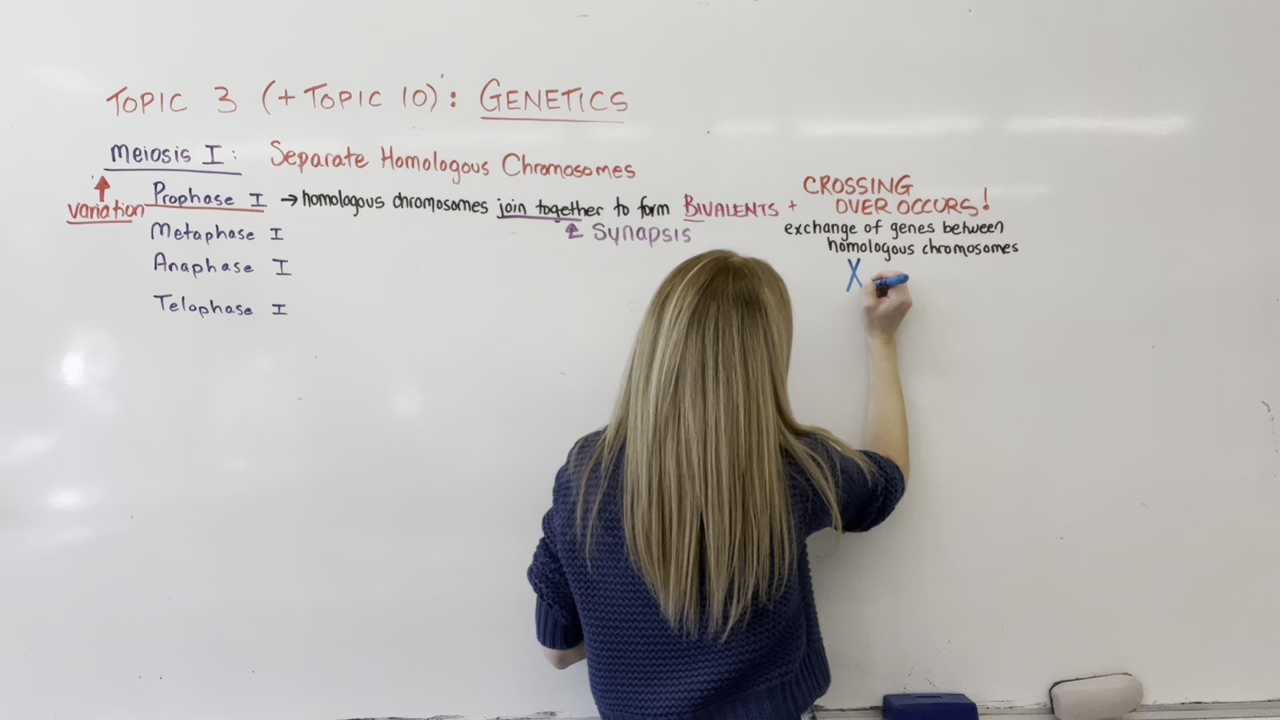 TOPIC 3 (+ TOPIC 10): GENETICS
Meiosis I: Separate Homologous Chromosomes
variation
Prophase I → homologous chromosomes join together to form BIVALENTS + CROSSING OVER OCCURS!
↑ Synapsis
exchange of genes between
homologous chromosomes
X
Metaphase I
Anaphase I
Telophase I